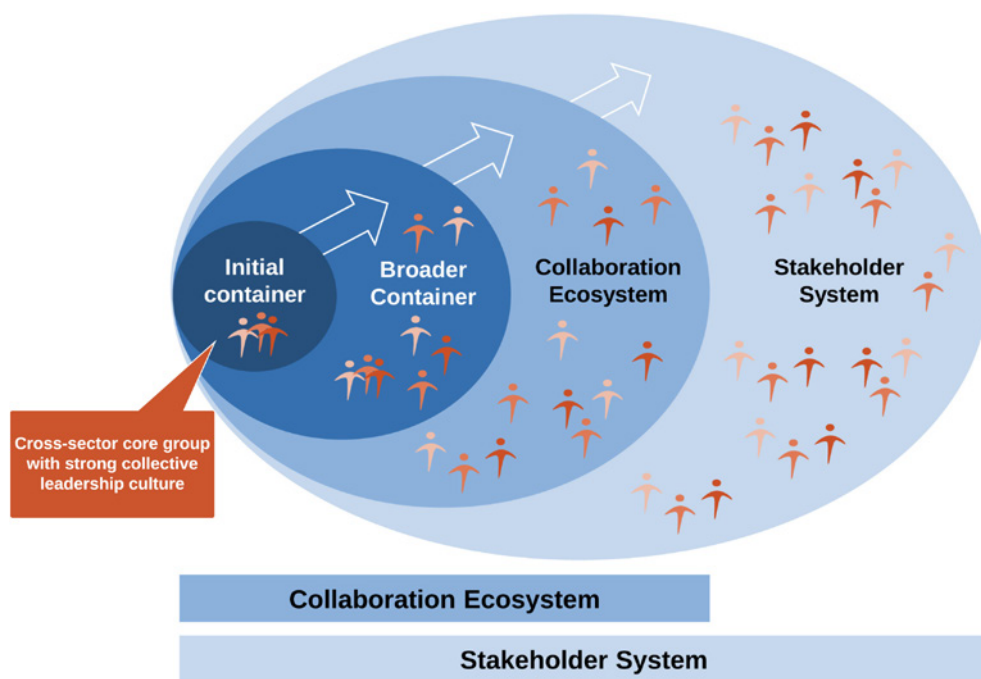 Initial
container
Broader
Container
Collaboration
Ecosystem
Stakeholder
System
Cross-sector core group
with strong collective
leadership culture
Collaboration Ecosystem
Stakeholder System